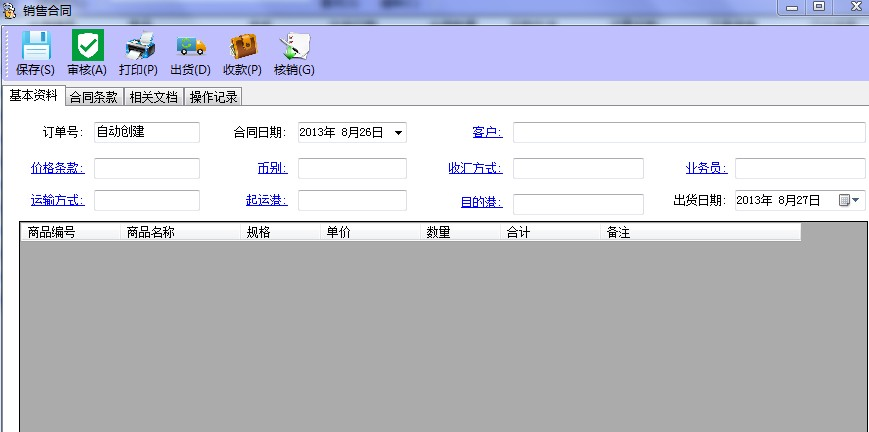 销售合同
保存(S) 审核(A) 打印(P) 出货(D) 收款(P) 核销(G)
基本资料 合同条款 相关文档 操作记录
订单号: 自动创建 合同日期: 2013年 8月26日 客户:
价格条款: 币别: 收汇方式: 业务员:
运输方式: 起运港: 目的港: 出货日期: 2013年 8月27日
商品编号 商品名称 规格 单价 数量 合计 备注